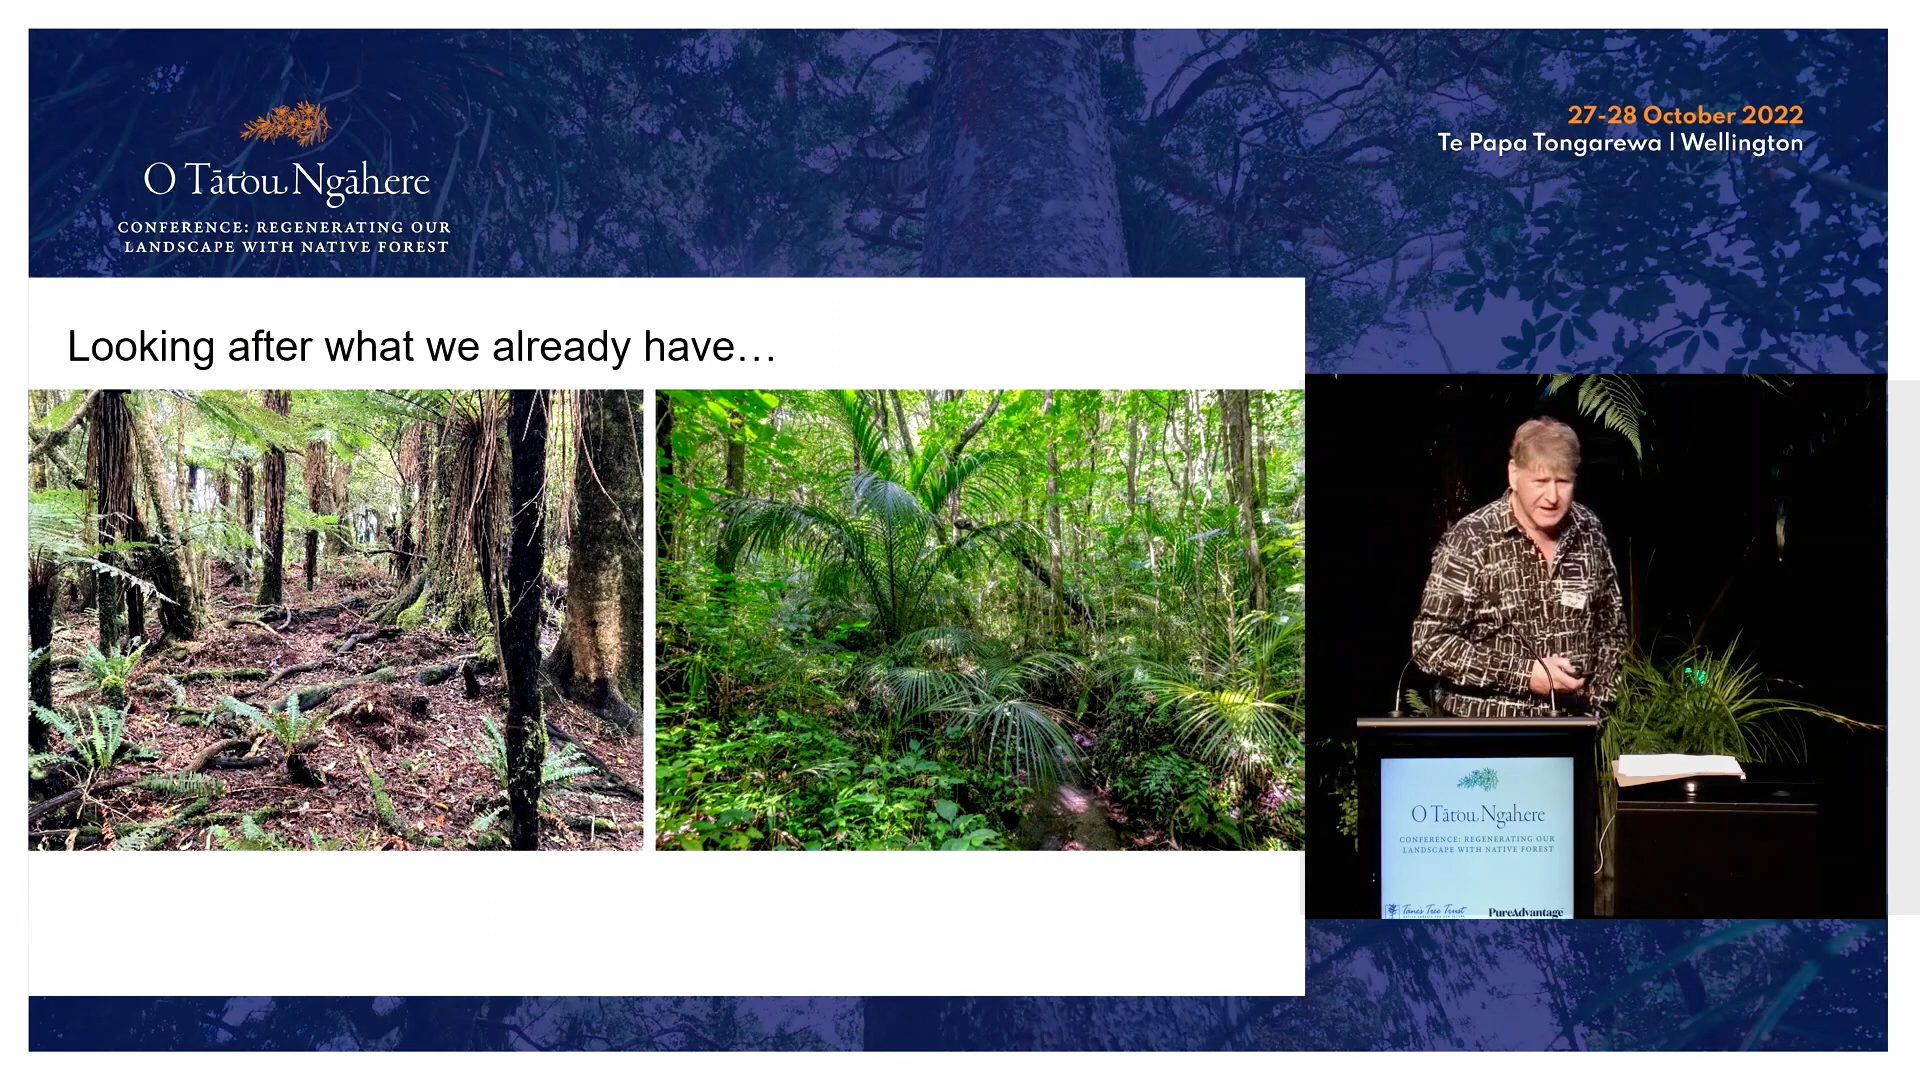 27-28 October 2022
Te Papa Tongarewa | Wellington
O Tātou Ngāhere
CONFERENCE: REGENERATING OUR
LANDSCAPE WITH NATIVE FOREST
Looking after what we already have…
O Tātou Ngahere
CONFERENCE: REGENERATING OUR
LANDSCAPE WITH NATIVE FOREST
Tāne's Tree Trust
PureAdvantage